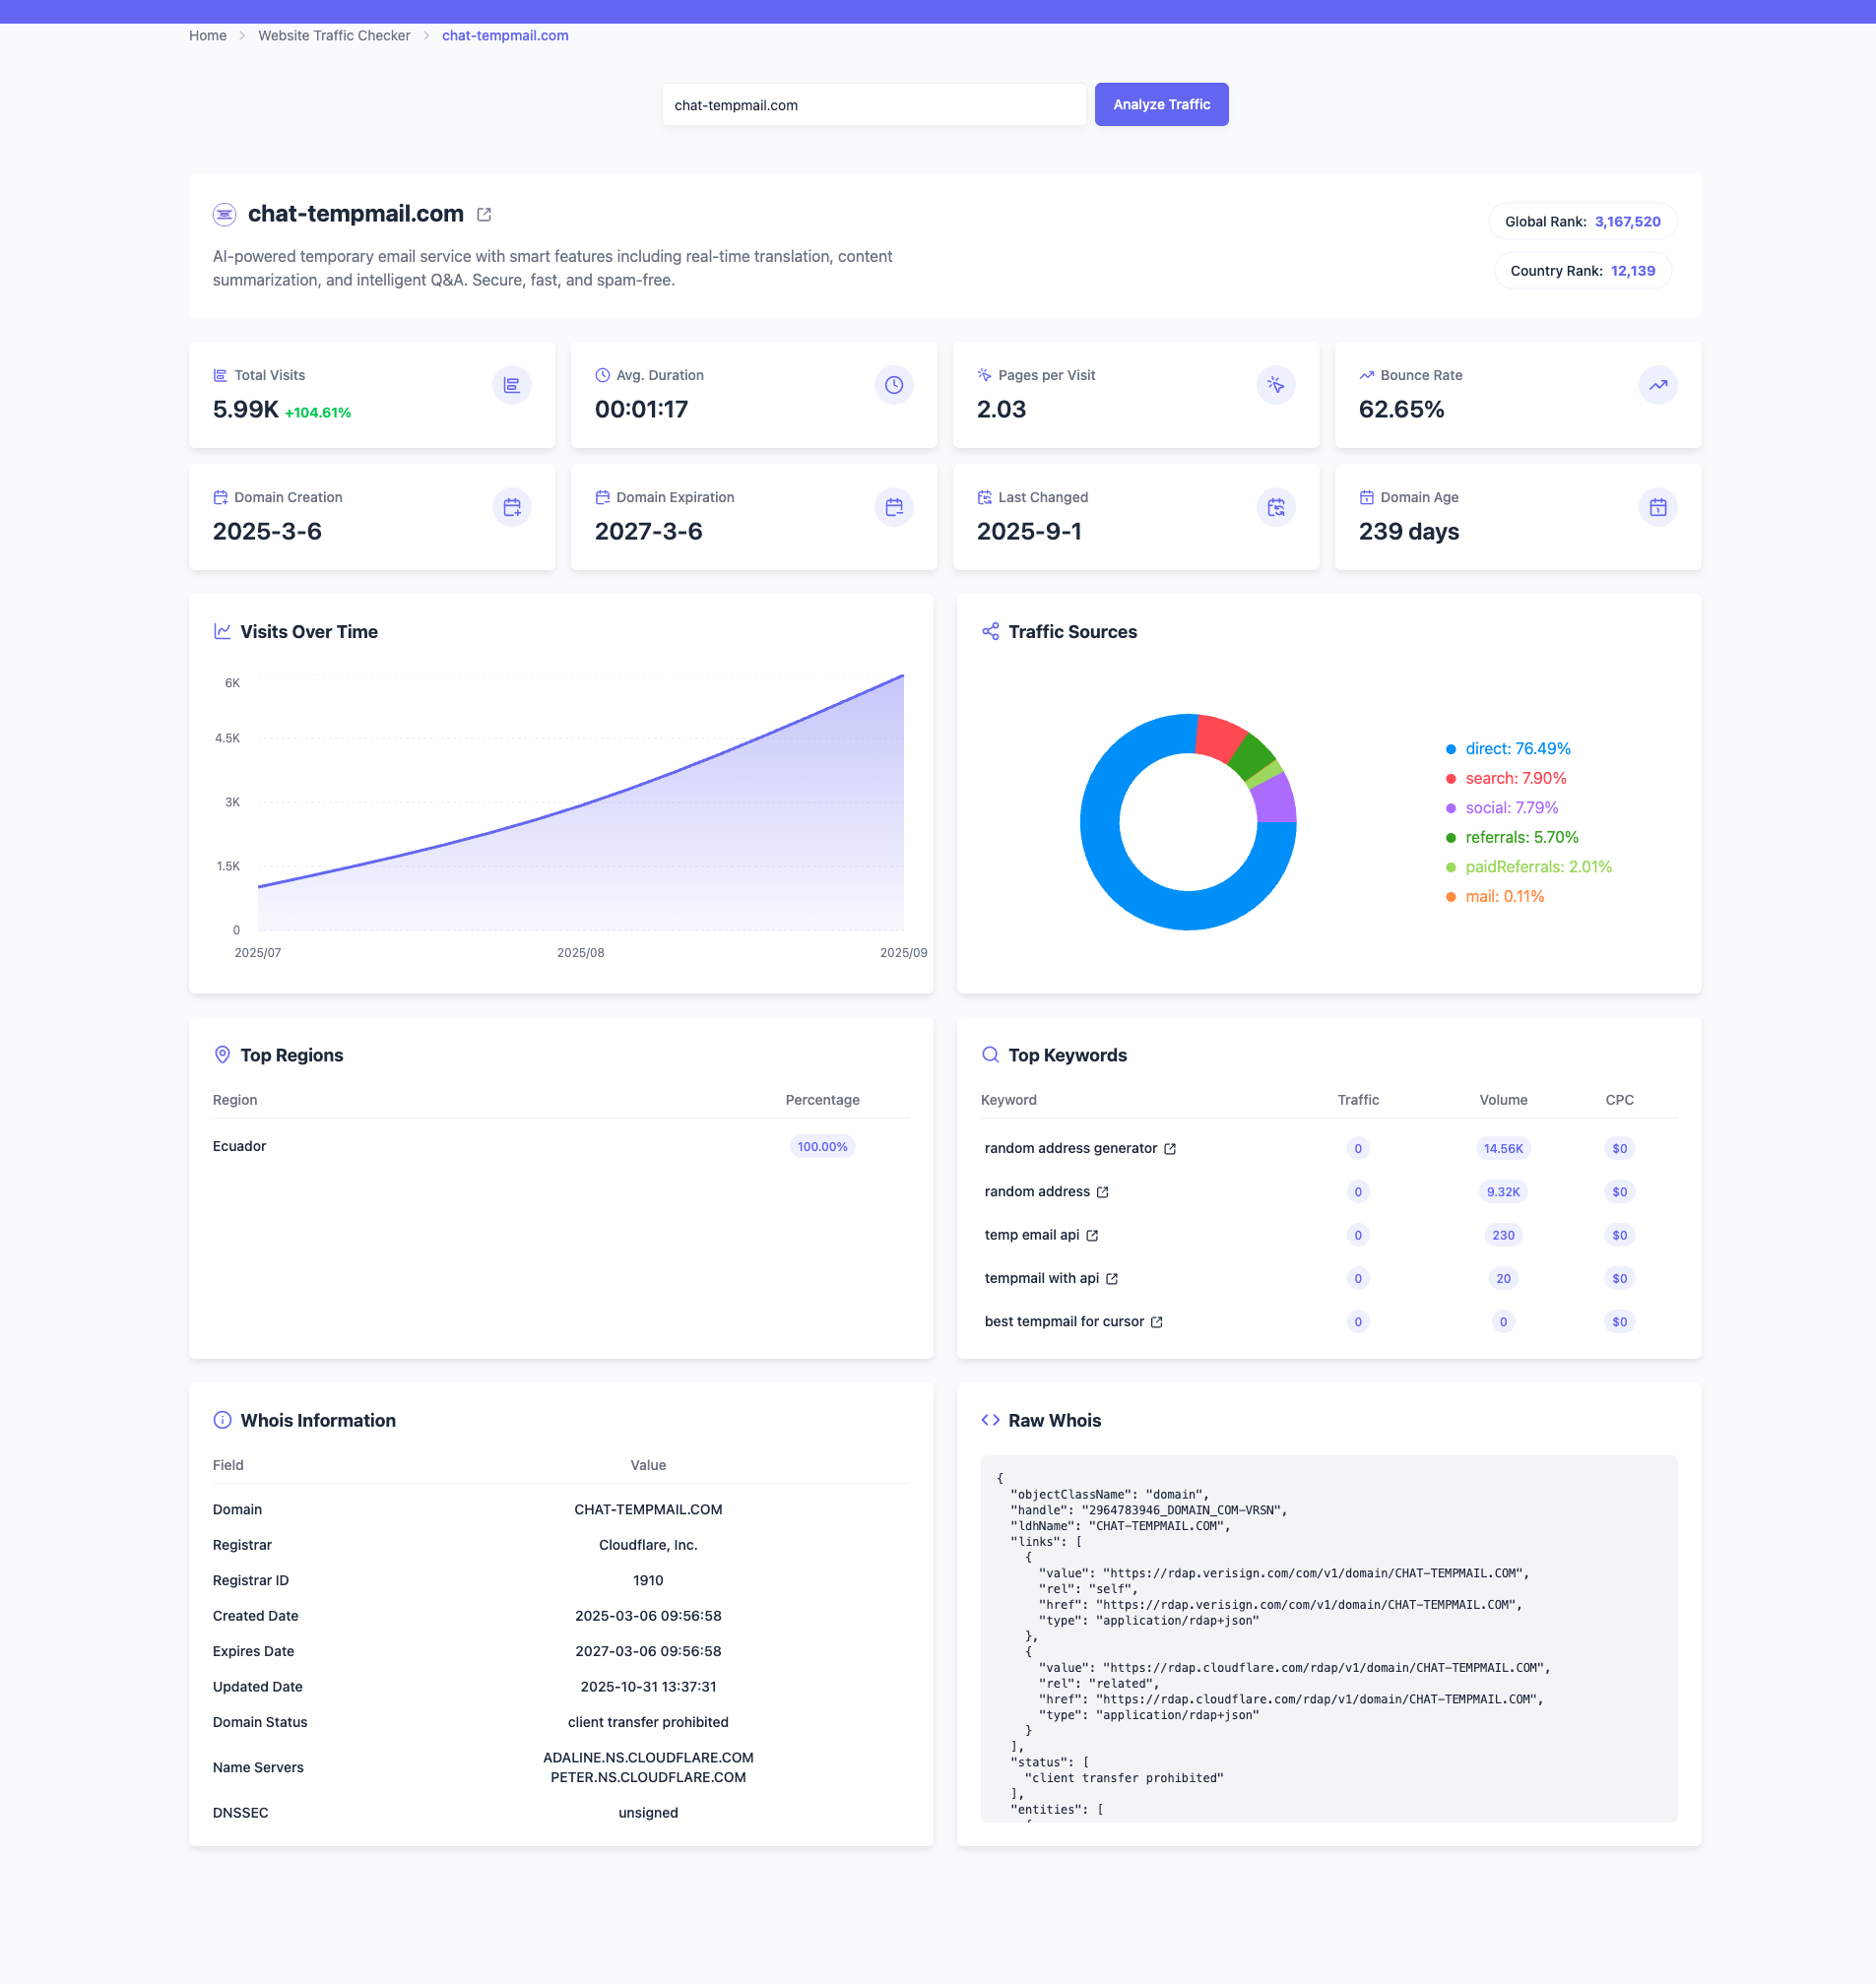 Home
Website Traffic Checker
chat-tempmail.com
chat-tempmail.com
Analyze Traffic
chat-tempmail.com
AI-powered temporary email service with smart features including real-time translation, content
summarization, and intelligent Q&A. Secure, fast, and spam-free.
Global Rank: 3,167,520
Country Rank: 12,139
Total Visits
5.99K +104.61%
Avg. Duration
00:01:17
Pages per Visit
2.03
Bounce Rate
62.65%
Domain Creation
2025-3-6
Domain Expiration
2027-3-6
Last Changed
2025-9-1
Domain Age
239 days
Visits Over Time
6K
4.5K
3K
1.5K
0
2025/07
2025/08
2025/09
Traffic Sources
direct: 76.49%
search: 7.90%
social: 7.79%
referrals: 5.70%
paidReferrals: 2.01%
mail: 0.11%
Top Regions
Region Percentage
Ecuador 100.00%
Top Keywords
Keyword Traffic Volume CPC
random address generator 0 14.56K $0
random address 0 9.32K $0
temp email api 0 230 $0
tempmail with api 0 20 $0
best tempmail for cursor 0 0 $0
Whois Information
Field Value
Domain CHAT-TEMPMAIL.COM
Registrar Cloudflare, Inc.
Registrar ID 1910
Created Date 2025-03-06 09:56:58
Expires Date 2027-03-06 09:56:58
Updated Date 2025-10-31 13:37:31
Domain Status client transfer prohibited
Name Servers ADALINE.NS.CLOUDFLARE.COM
PETER.NS.CLOUDFLARE.COM
DNSSEC unsigned
Raw Whois
{
"objectClassName": "domain",
"handle": "2964783946_DOMAIN_COM-VRSN",
"ldhName": "CHAT-TEMPMAIL.COM",
"links": [
{
"value": "https://rdap.verisign.com/com/v1/domain/CHAT-TEMPMAIL.COM",
"rel": "self",
"href": "https://rdap.verisign.com/com/v1/domain/CHAT-TEMPMAIL.COM",
"type": "application/rdap+json"
},
{
"value": "https://rdap.cloudflare.com/rdap/v1/domain/CHAT-TEMPMAIL.COM",
"rel": "related",
"href": "https://rdap.cloudflare.com/rdap/v1/domain/CHAT-TEMPMAIL.COM",
"type": "application/rdap+json"
}
],
"status": [
"client transfer prohibited"
],
"entities": [